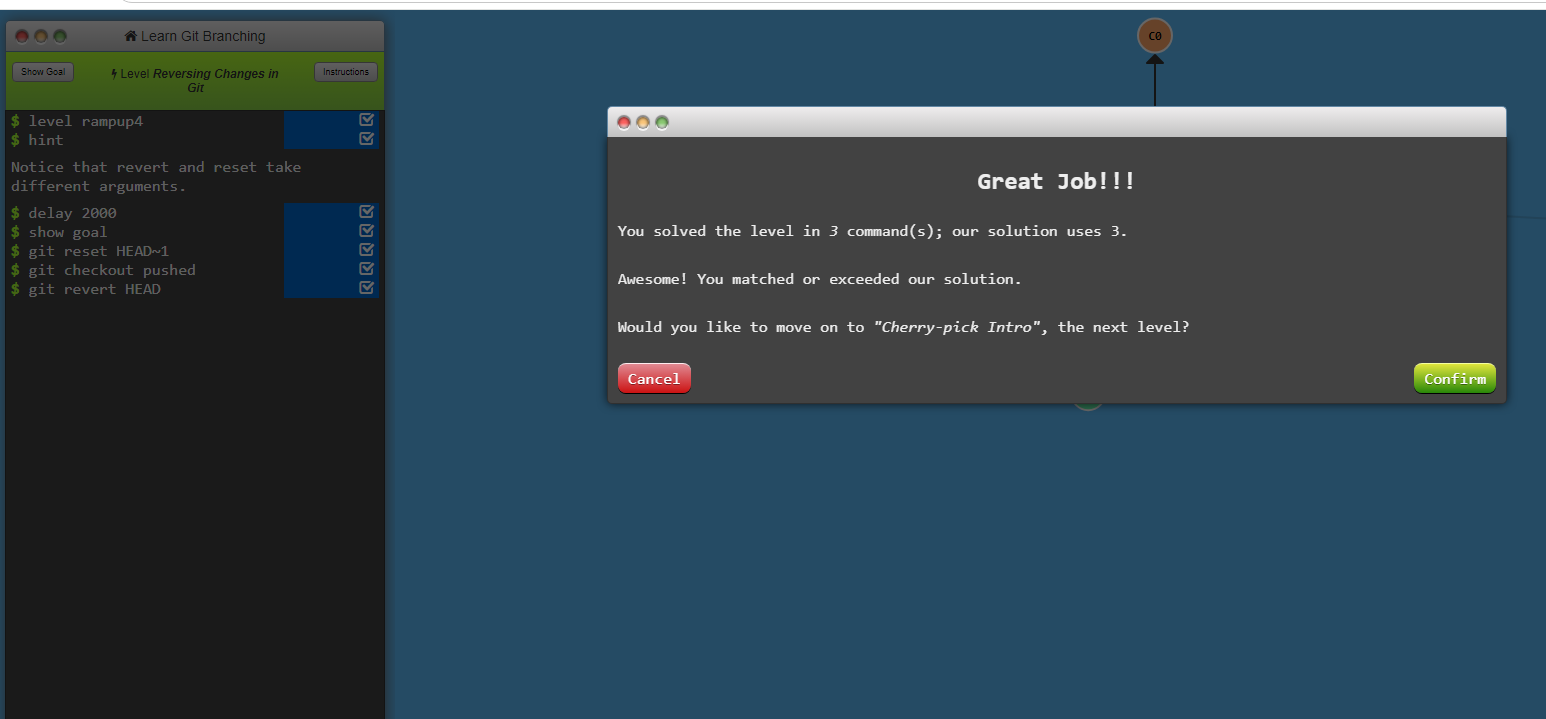 Learn Git Branching
Show Goal
Level Reversing Changes in
Git
Instructions
$ level rampup4
$ hint
Notice that revert and reset take
different arguments.
$ delay 2000
$ show goal
$ git reset HEAD~1
$ git checkout pushed
$ git revert HEAD
C0
Great Job!!!
You solved the level in 3 command(s); our solution uses 3.
Awesome! You matched or exceeded our solution.
Would you like to move on to "Cherry-pick Intro", the next level?
Cancel
Confirm